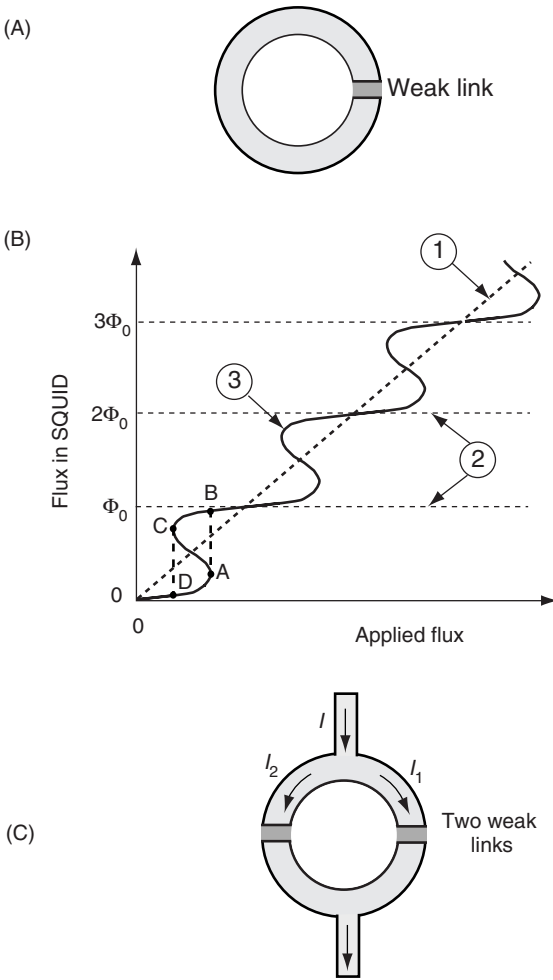 (A)
Weak link
(B)
1
3Φ0
3
2Φ0
2
Flux in SQUID
B
Φ0
C
A
D
0
0
Applied flux
I
I2
I1
(C)
Two weak
links